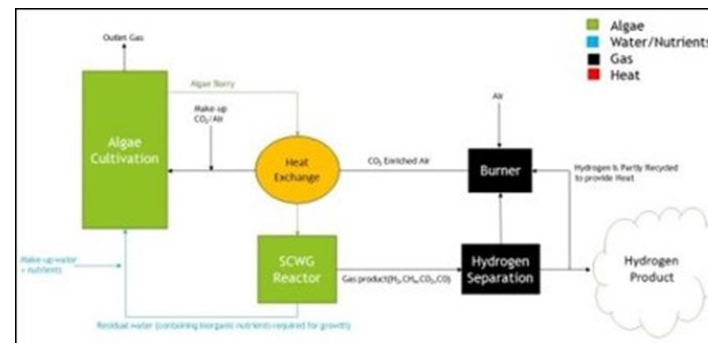 Outlet Gas
Algae
Water/Nutrients
Gas
Heat
Algae Slurry
Make-up
CO₂/Air
Air
Algae
Cultivation
Heat
Exchange
CO₂ Enriched Air
Burner
Hydrogen Is Partly Recycled
to provide Heat
Make-up water
+ nutrients
SCWG
Reactor
Gas product(H₂,CH₄,CO₂,CO)
Hydrogen
Separation
Hydrogen
Product
Residual water (containing inorganic nutrients required for growth)